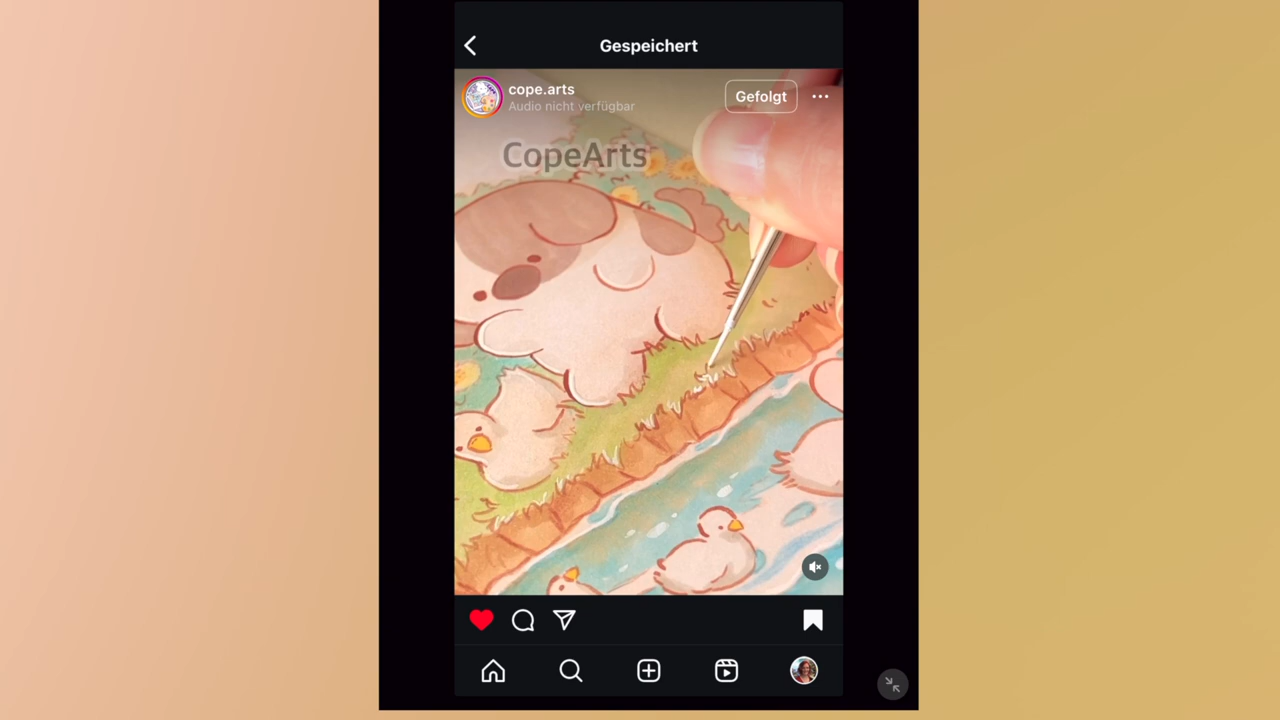 Gespeichert
cope.arts
Audio nicht verfügbar
Gefolgt
CopeArts